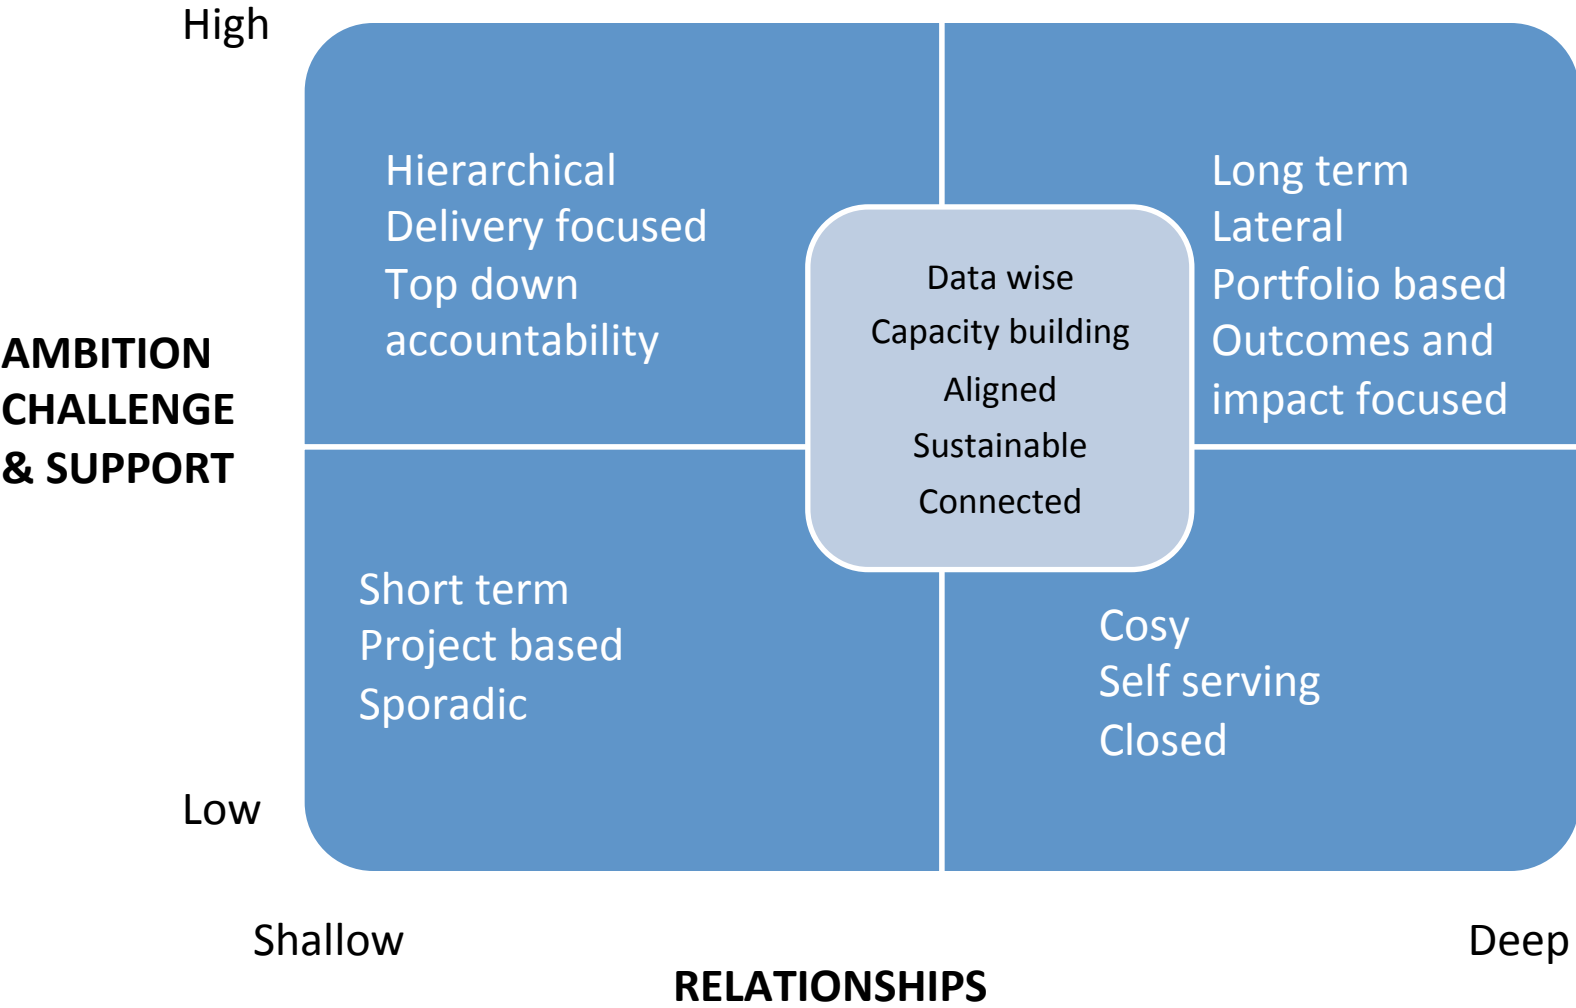 High
Hierarchical
Delivery focused
Top down
accountability
Long term
Lateral
Portfolio based
Outcomes and
impact focused
Data wise
Capacity building
Aligned
Sustainable
Connected
AMBITION
CHALLENGE
& SUPPORT
Short term
Project based
Sporadic
Cosy
Self serving
Closed
Low
Shallow
Deep
RELATIONSHIPS